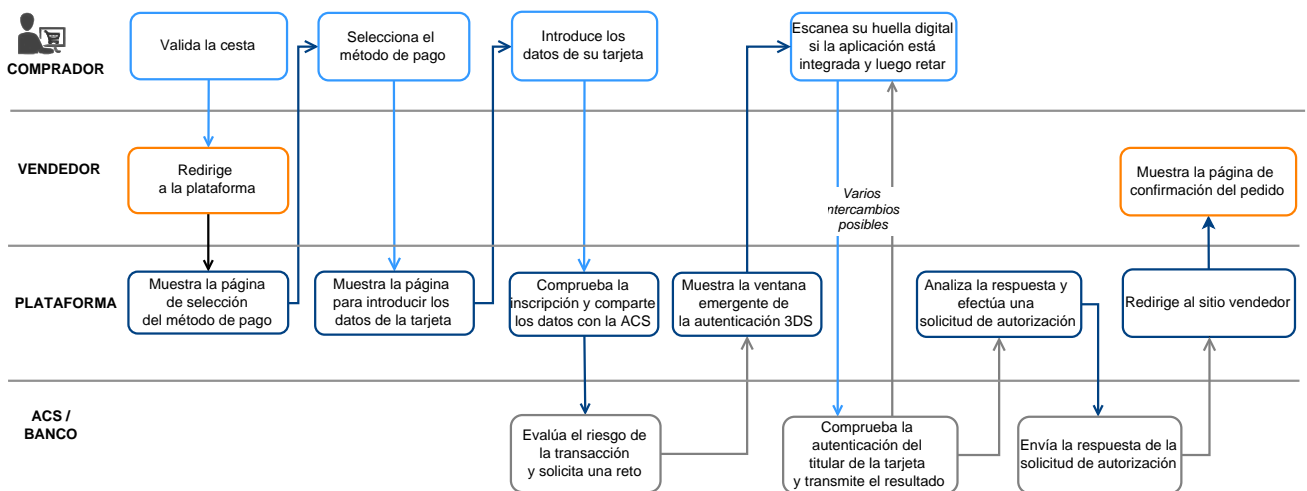 COMPRADOR
Valida la cesta
Selecciona el
método de pago
Introduce los
datos de su tarjeta
Escanea su huella digital
si la aplicación está
integrada y luego retar
VENDEDOR
Redirige
a la plataforma
Varios
ntercambios
posibles
Muestra la página de
confirmación del pedido
PLATAFORMA
Muestra la página
de selección
del método de pago
Muestra la página
para introducir los
datos de la tarjeta
Comprueba la
inscripción y comparte
los datos con la ACS
Muestra la ventana
emergente de
la autenticación 3DS
Analiza la respuesta y
efectúa una
solicitud de autorización
Redirige al sitio vendedor
ACS /
BANCO
Evalúa el riesgo de
la transacción
y solicita una reto
Comprueba la
autenticación del
titular de la tarjeta
y transmite el resultado
Envía la respuesta de la
solicitud de autorización